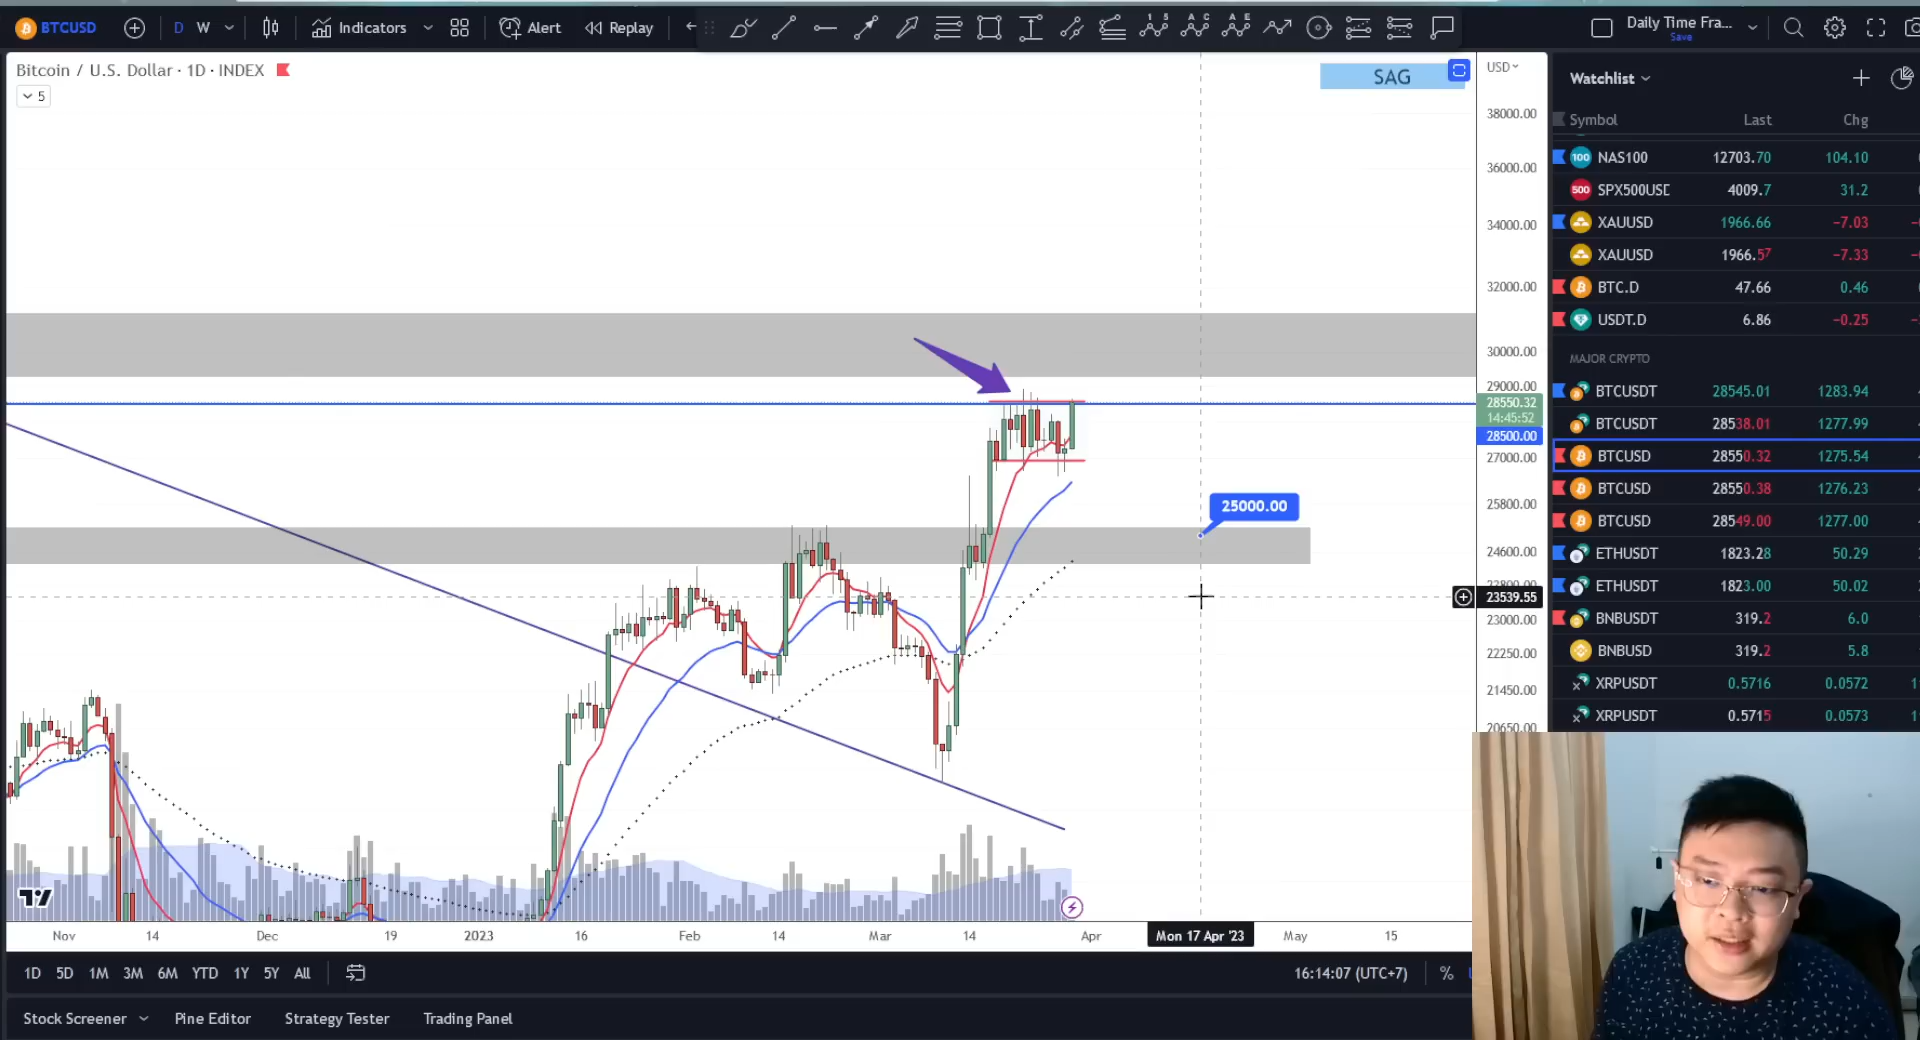 BTCUSD D W Indicators Alert Replay Daily Time Fra...
Save
Bitcoin / U.S. Dollar · 1D · INDEX
5
SAG
USD
38000.00
36000.00
34000.00
32000.00
30000.00
29000.00
28550.32
14:45:52
28500.00
27000.00
25800.00
24600.00
23800.00
23539.55
23000.00
22250.00
21450.00
20650.00
25000.00
Nov 14 Dec 19 2023 16 Feb 14 Mar 14 Apr Mon 17 Apr '23 May 15
1D 5D 1M 3M 6M YTD 1Y 5Y All
16:14:07 (UTC+7) %
Stock Screener Pine Editor Strategy Tester Trading Panel
Watchlist
Symbol Last Chg
100 NAS100 12703.70 104.10
500 SPX500USD 4009.7 31.2
XAUUSD 1966.66 −7.03
XAUUSD 1966.57 −7.33
BTC.D 47.66 0.46
USDT.D 6.86 −0.25
MAJOR CRYPTO
BTCUSDT 28545.01 1283.94
BTCUSDT 28538.01 1277.99
BTCUSD 28550.32 1275.54
BTCUSD 28550.38 1276.23
BTCUSD 28549.00 1277.00
ETHUSDT 1823.28 50.29
ETHUSDT 1823.00 50.02
BNBUSDT 319.2 6.0
BNBUSD 319.2 5.8
XRPUSDT 0.5716 0.0572
XRPUSDT 0.5715 0.0573